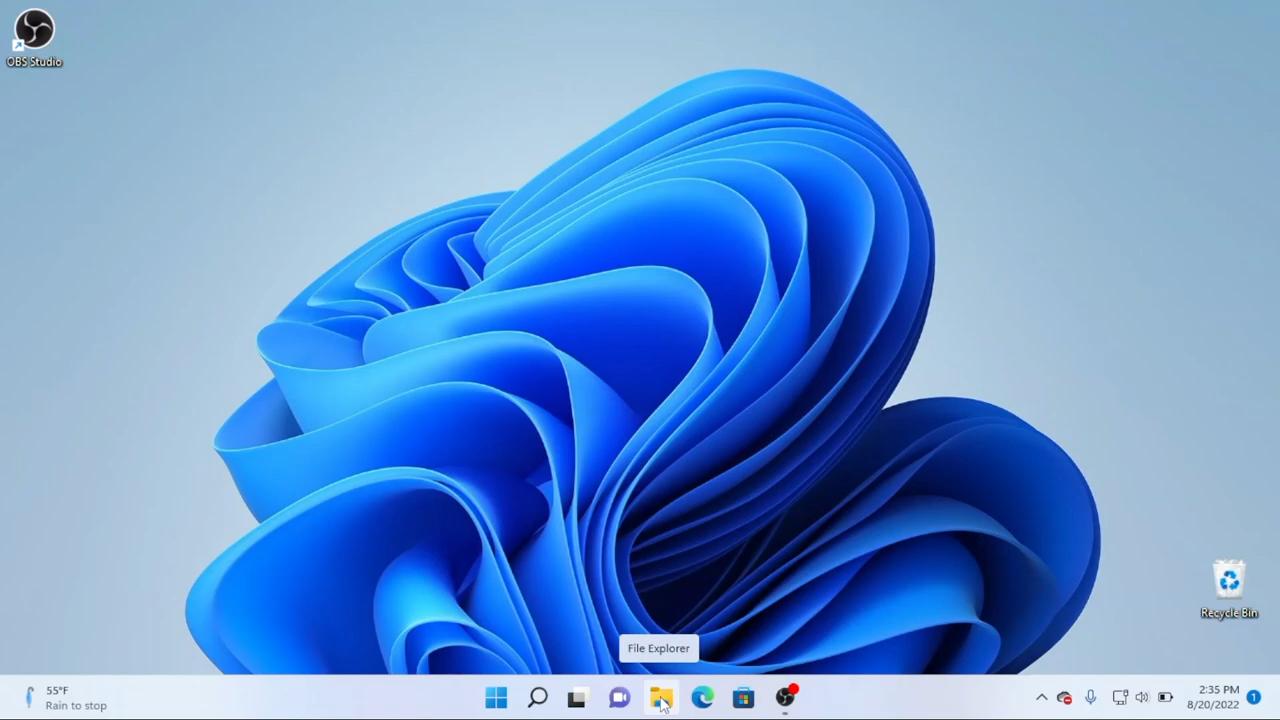 OBS Studio
Recycle Bin
File Explorer
55°F
Rain to stop
2:35 PM
8/20/2022
1